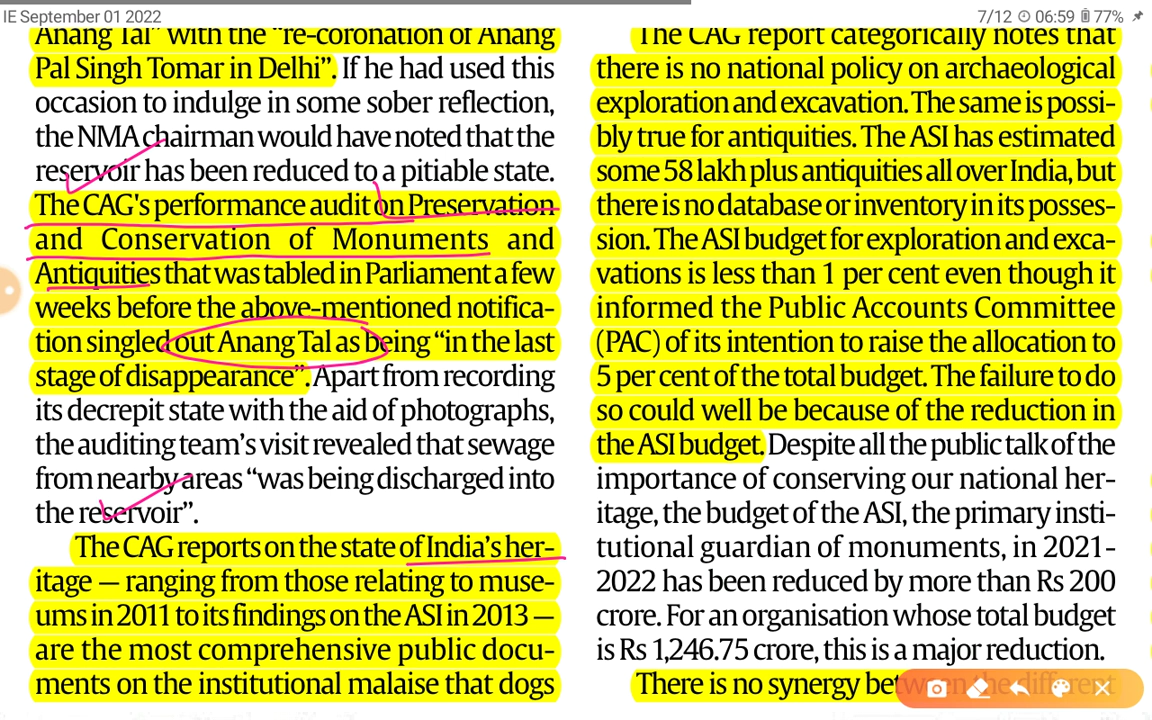 IE September 01 2022
7/12 06:59 77%
Anang Tal” with the “re-coronation of Anang
Pal Singh Tomar in Delhi”. If he had used this
occasion to indulge in some sober reflection,
the NMA chairman would have noted that the
reservoir has been reduced to a pitiable state.
The CAG's performance audit on Preservation
and Conservation of Monuments and
Antiquities that was tabled in Parliament a few
weeks before the above-mentioned notifica-
tion singled out Anang Tal as being “in the last
stage of disappearance”. Apart from recording
its decrepit state with the aid of photographs,
the auditing team’s visit revealed that sewage
from nearby areas “was being discharged into
the reservoir”.
The CAG reports on the state of India’s her-
itage — ranging from those relating to muse-
ums in 2011 to its findings on the ASI in 2013 —
are the most comprehensive public docu-
ments on the institutional malaise that dogs
The CAG report categorically notes that
there is no national policy on archaeological
exploration and excavation. The same is possi-
bly true for antiquities. The ASI has estimated
some 58 lakh plus antiquities all over India, but
there is no database or inventory in its posses-
sion. The ASI budget for exploration and exca-
vations is less than 1 per cent even though it
informed the Public Accounts Committee
(PAC) of its intention to raise the allocation to
5 per cent of the total budget. The failure to do
so could well be because of the reduction in
the ASI budget. Despite all the public talk of the
importance of conserving our national her-
itage, the budget of the ASI, the primary insti-
tutional guardian of monuments, in 2021-
2022 has been reduced by more than Rs 200
crore. For an organisation whose total budget
is Rs 1,246.75 crore, this is a major reduction.
There is no synergy between the different